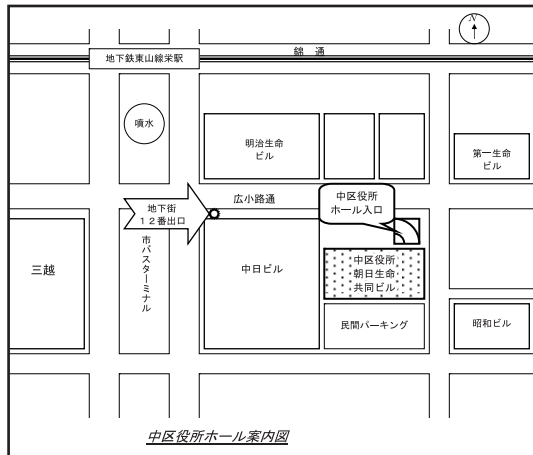 N
錦　通
地下鉄東山線栄駅
噴水
明治生命
ビル
第一生命
ビル
地下街
１２番出口
広小路通
中区役所
ホール入口
三越
市バスターミナル
中日ビル
中区役所
朝日生命
共同ビル
民間パーキング
昭和ビル
中区役所ホール案内図